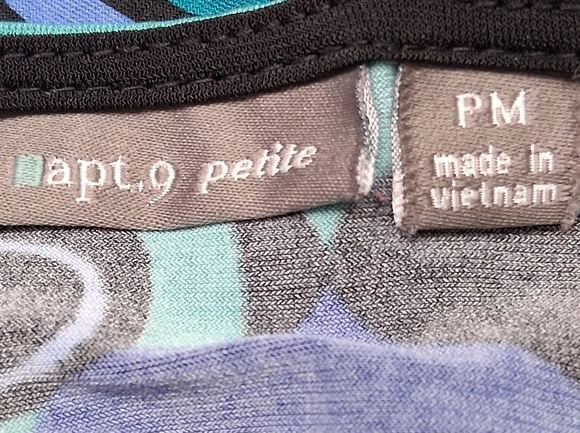 apt.9 petite
PM
made in
vietnam